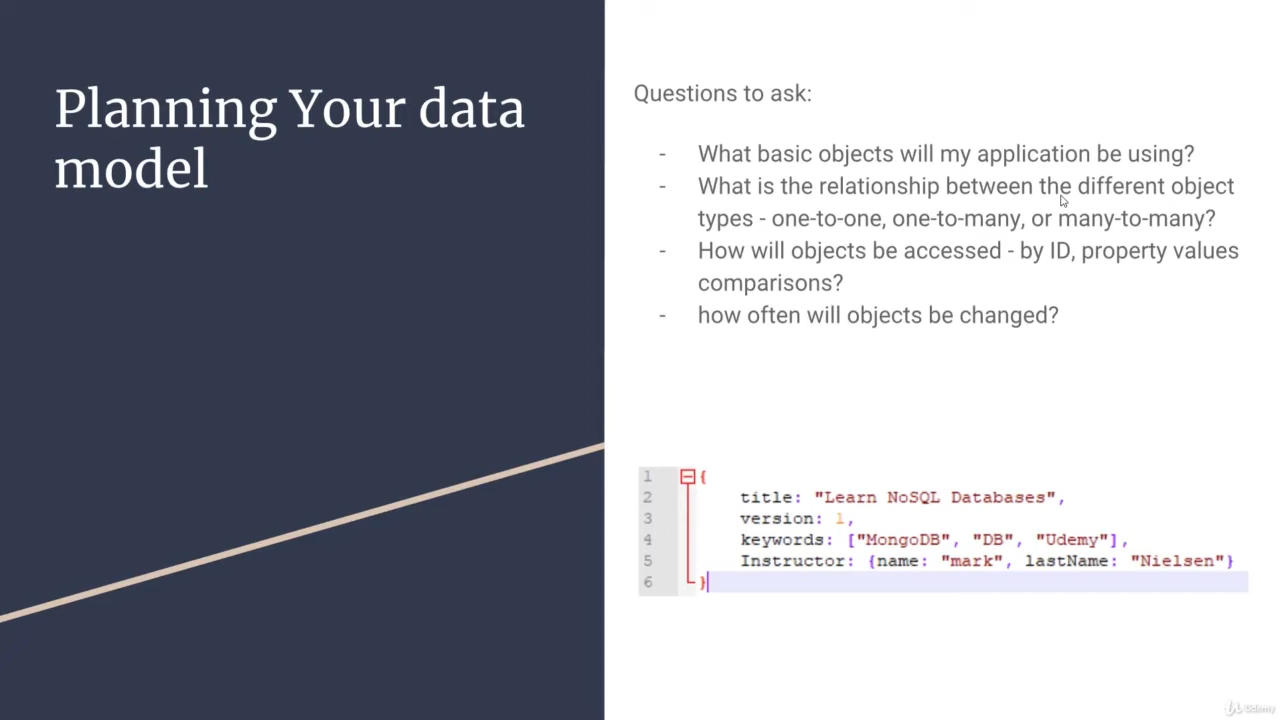 Planning Your data
model
Questions to ask:
- What basic objects will my application be using?
- What is the relationship between the different object
types - one-to-one, one-to-many, or many-to-many?
- How will objects be accessed - by ID, property values
comparisons?
- how often will objects be changed?
1 {
2 title: "Learn NoSQL Databases",
3 version: 1,
4 keywords: ["MongoDB", "DB", "Udemy"],
5 Instructor: {name: "mark", lastName: "Nielsen"}
6 }
Udemy